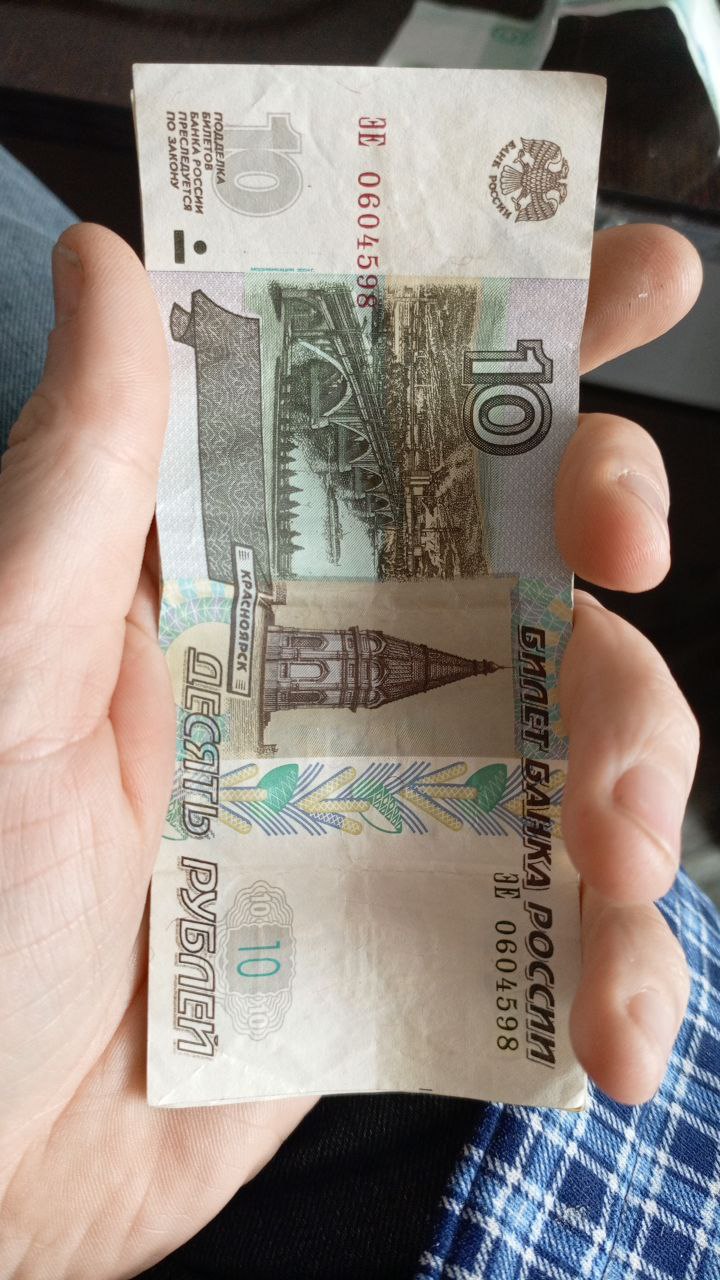 БИЛЕТ БАНКА РОССИИ
ЭЕ 0604598
10
ДЕСЯТЬ РУБЛЕЙ
КРАСНОЯРСК
10
БАНК РОССИИ
ЭЕ 0604598
10
ПОДДЕЛКА
БИЛЕТОВ
БАНКА РОССИИ
ПРЕСЛЕДУЕТСЯ
ПО ЗАКОНУ